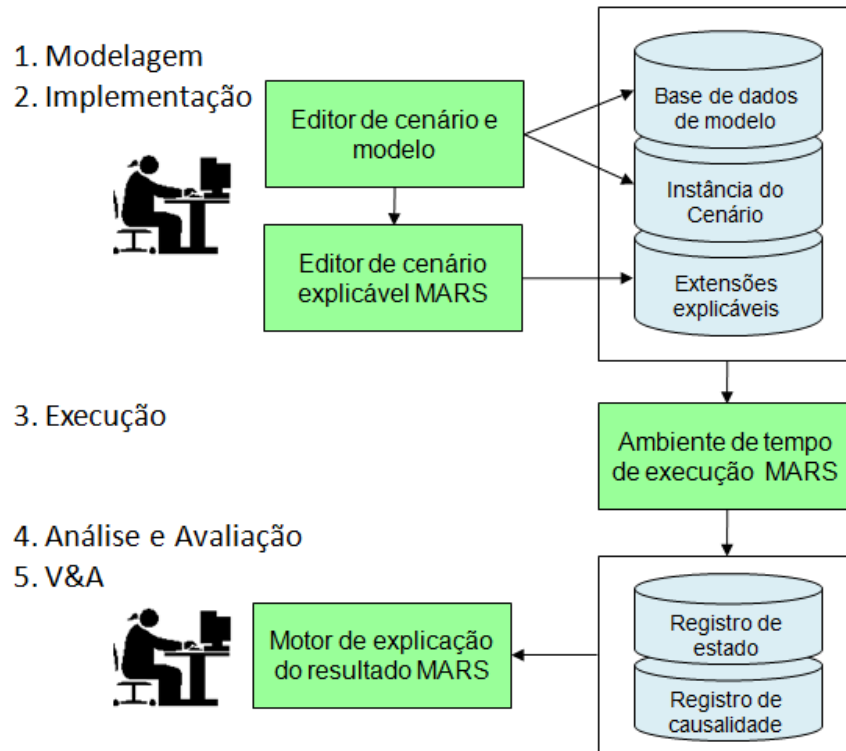 1. Modelagem
2. Implementação
Editor de cenário e
modelo
Base de dados
de modelo
Instância do
Cenário
Editor de cenário
explicável MARS
Extensões
explicáveis
3. Execução
Ambiente de tempo
de execução MARS
4. Análise e Avaliação
5. V&A
Motor de explicação
do resultado MARS
Registro de
estado
Registro de
causalidade